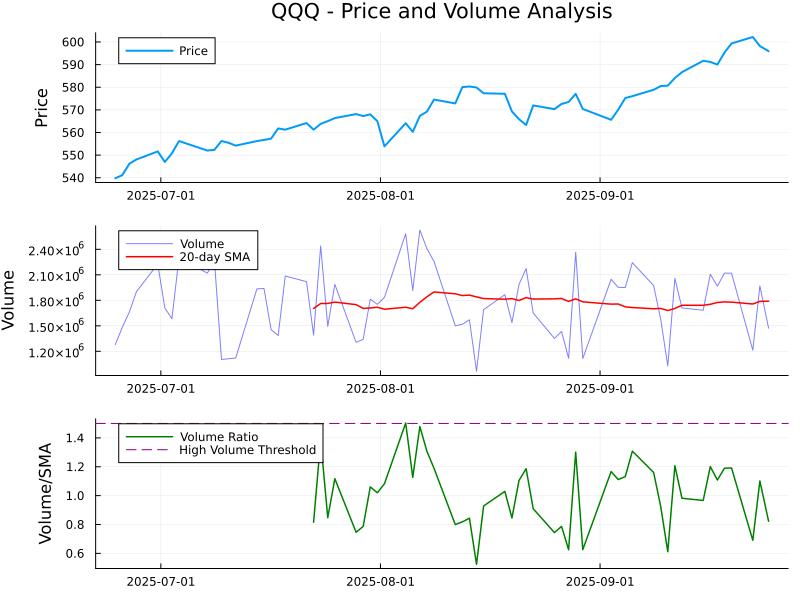 QQQ - Price and Volume Analysis
Price
600
590
580
570
560
550
540
Price
2025-07-01 2025-08-01 2025-09-01
Volume
2.40×10⁶
2.10×10⁶
1.80×10⁶
1.50×10⁶
1.20×10⁶
Volume
20-day SMA
2025-07-01 2025-08-01 2025-09-01
Volume/SMA
1.4
1.2
1.0
0.8
0.6
Volume Ratio
High Volume Threshold
2025-07-01 2025-08-01 2025-09-01